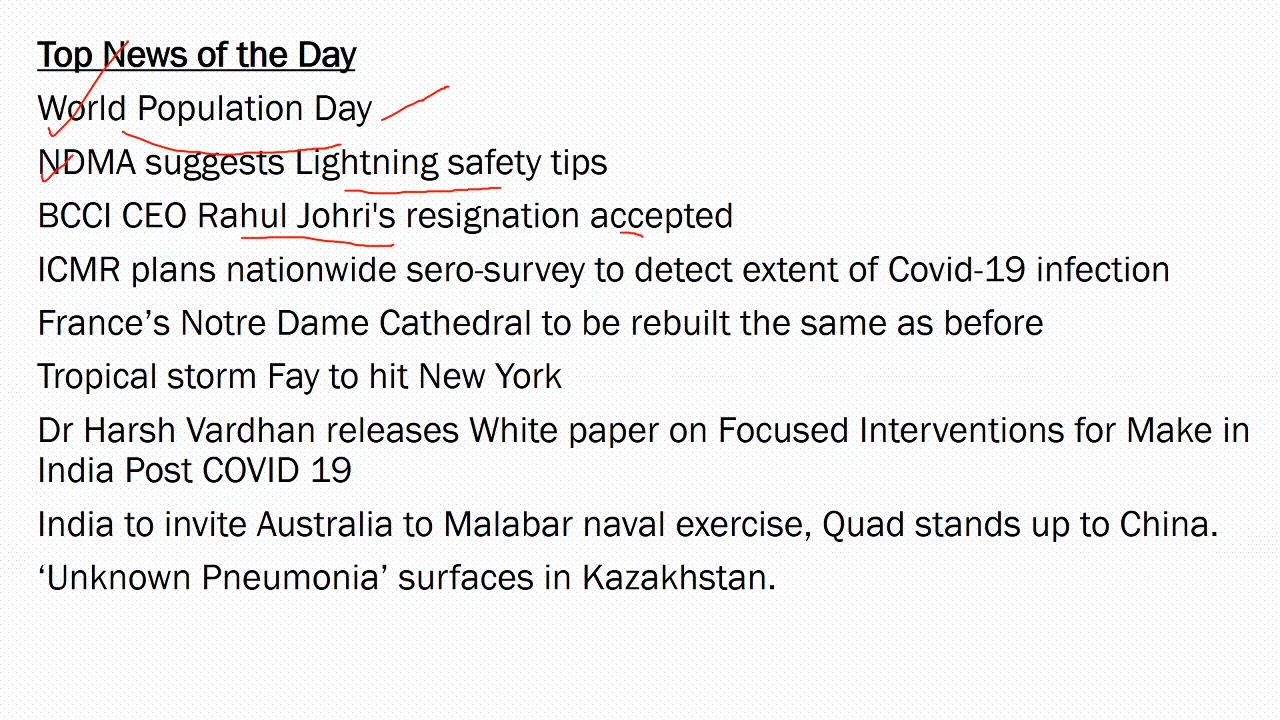 Top News of the Day
World Population Day
NDMA suggests Lightning safety tips
BCCI CEO Rahul Johri's resignation accepted
ICMR plans nationwide sero-survey to detect extent of Covid-19 infection
France’s Notre Dame Cathedral to be rebuilt the same as before
Tropical storm Fay to hit New York
Dr Harsh Vardhan releases White paper on Focused Interventions for Make in
India Post COVID 19
India to invite Australia to Malabar naval exercise, Quad stands up to China.
‘Unknown Pneumonia’ surfaces in Kazakhstan.